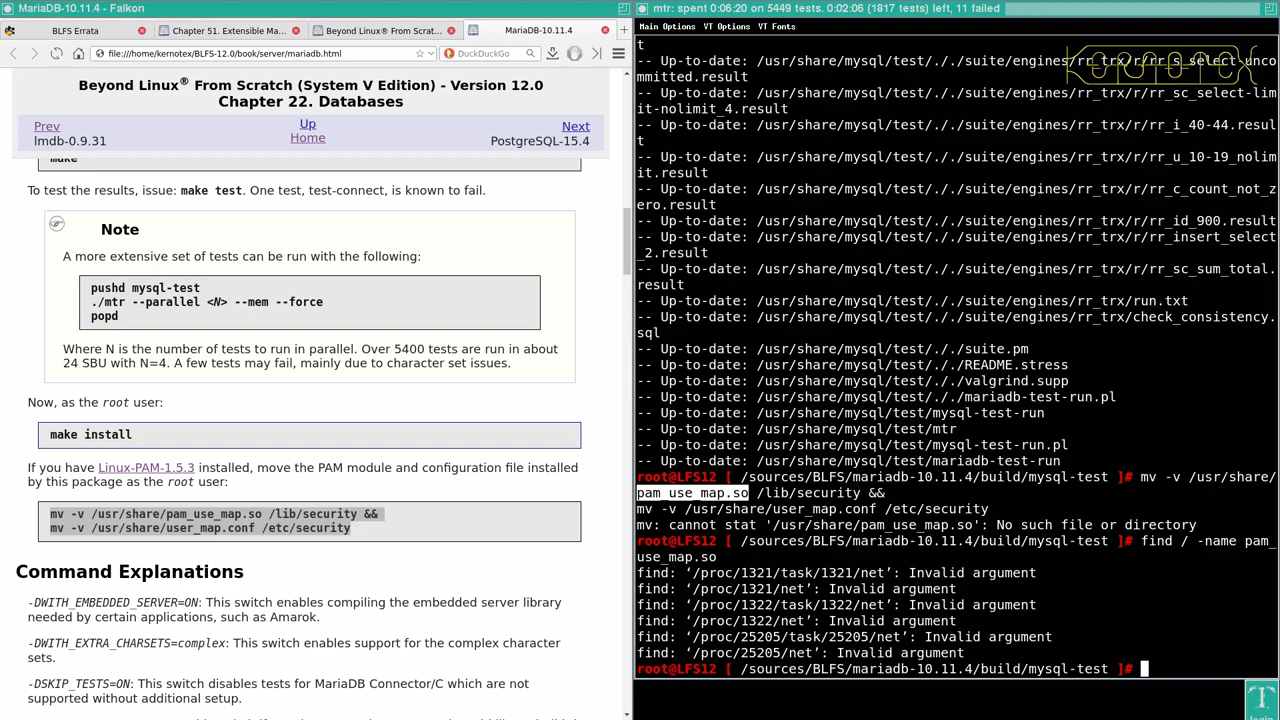 MariaDB-10.11.4 - Falkon
BLFS Errata
Chapter 51. Extensible Ma...
Beyond Linux® From Scrat...
MariaDB-10.11.4
file:///home/kernotex/BLFS-12.0/book/server/mariadb.html
DuckDuckGo
Beyond Linux® From Scratch (System V Edition) - Version 12.0
Chapter 22. Databases
Prev
Up
Next
lmdb-0.9.31
Home
PostgreSQL-15.4
make
To test the results, issue: make test. One test, test-connect, is known to fail.
Note
A more extensive set of tests can be run with the following:
pushd mysql-test
./mtr --parallel <N> --mem --force
popd
Where N is the number of tests to run in parallel. Over 5400 tests are run in about
24 SBU with N=4. A few tests may fail, mainly due to character set issues.
Now, as the root user:
make install
If you have Linux-PAM-1.5.3 installed, move the PAM module and configuration file installed
by this package as the root user:
mv -v /usr/share/pam_use_map.so /lib/security &&
mv -v /usr/share/user_map.conf /etc/security
Command Explanations
-DWITH_EMBEDDED_SERVER=ON: This switch enables compiling the embedded server library
needed by certain applications, such as Amarok.
-DWITH_EXTRA_CHARSETS=complex: This switch enables support for the complex character
sets.
-DSKIP_TESTS=ON: This switch disables tests for MariaDB Connector/C which are not
supported without additional setup.
mtr: spent 0:06:20 on 5449 tests. 0:02:06 (1817 tests) left, 11 failed
Main Options VT Options VT Fonts
t
-- Up-to-date: /usr/share/mysql/test/./suite/engines/rr_trx/r/rr_s_select-unco
mmitted.result
-- Up-to-date: /usr/share/mysql/test/././suite/engines/rr_trx/r/rr_sc_select-lim
it-nolimit_4.result
-- Up-to-date: /usr/share/mysql/test/././suite/engines/rr_trx/r/rr_i_40-44.resul
t
-- Up-to-date: /usr/share/mysql/test/././suite/engines/rr_trx/r/rr_u_10-19_nolim
it.result
-- Up-to-date: /usr/share/mysql/test/././suite/engines/rr_trx/r/rr_c_count_not_z
ero.result
-- Up-to-date: /usr/share/mysql/test/././suite/engines/rr_trx/r/rr_id_900.result
-- Up-to-date: /usr/share/mysql/test/././suite/engines/rr_trx/r/rr_insert_select
_2.result
-- Up-to-date: /usr/share/mysql/test/././suite/engines/rr_trx/r/rr_sc_sum_total.
result
-- Up-to-date: /usr/share/mysql/test/././suite/engines/rr_trx/run.txt
-- Up-to-date: /usr/share/mysql/test/././suite/engines/rr_trx/check_consistency.
sql
-- Up-to-date: /usr/share/mysql/test/././suite.pm
-- Up-to-date: /usr/share/mysql/test/././README.stress
-- Up-to-date: /usr/share/mysql/test/././valgrind.supp
-- Up-to-date: /usr/share/mysql/test/././mariadb-test-run.pl
-- Up-to-date: /usr/share/mysql/test/mysql-test-run
-- Up-to-date: /usr/share/mysql/test/mtr
-- Up-to-date: /usr/share/mysql/test/mysql-test-run.pl
-- Up-to-date: /usr/share/mysql/test/mariadb-test-run
root@LFS12 [ /sources/BLFS/mariadb-10.11.4/build/mysql-test ]# mv -v /usr/share/
pam_use_map.so /lib/security &&
mv -v /usr/share/user_map.conf /etc/security
mv: cannot stat '/usr/share/pam_use_map.so': No such file or directory
root@LFS12 [ /sources/BLFS/mariadb-10.11.4/build/mysql-test ]# find / -name pam_
use_map.so
find: ‘/proc/1321/task/1321/net’: Invalid argument
find: ‘/proc/1321/net’: Invalid argument
find: ‘/proc/1322/task/1322/net’: Invalid argument
find: ‘/proc/1322/net’: Invalid argument
find: ‘/proc/25205/task/25205/net’: Invalid argument
find: ‘/proc/25205/net’: Invalid argument
root@LFS12 [ /sources/BLFS/mariadb-10.11.4/build/mysql-test ]#
login